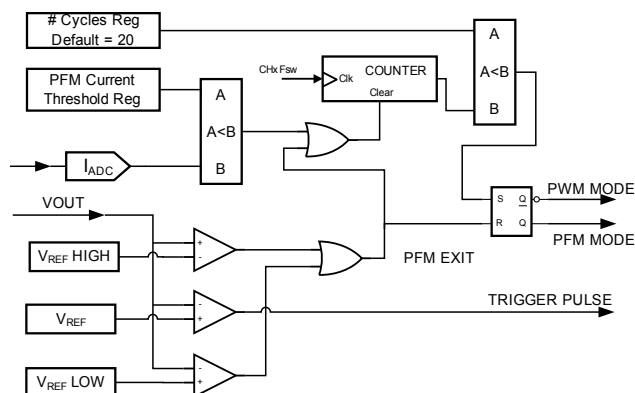 # Cycles Reg
Default = 20
A
A<B
B
PFM Current
Threshold Reg
A
A<B
B
CHx Fsw
Clk
COUNTER
Clear
IADC
VOUT
S
Q
R
Q
PWM MODE
PFM MODE
PFM EXIT
VREF HIGH
+
-
VREF
-
+
TRIGGER PULSE
VREF LOW
-
+